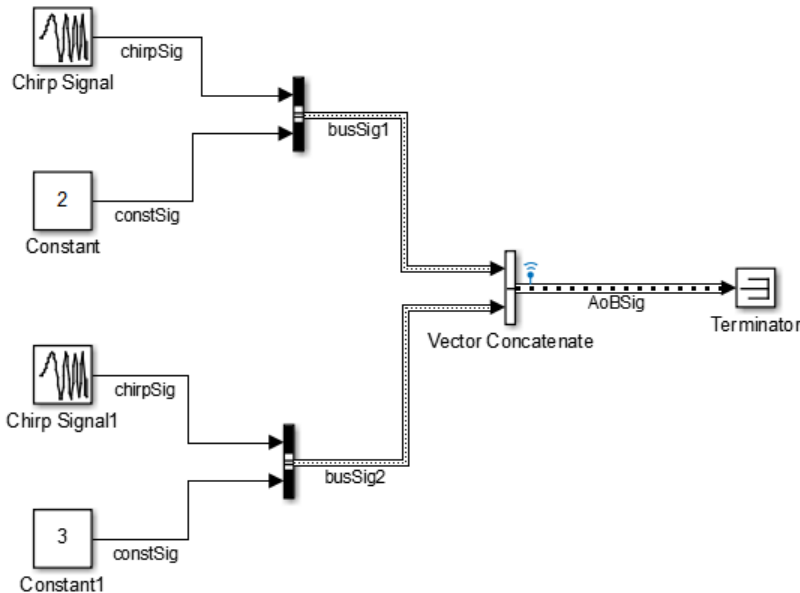 chirpSig
Chirp Signal
busSig1
2
constSig
Constant
AoBSig
Vector Concatenate
Terminator
chirpSig
Chirp Signal1
busSig2
3
constSig
Constant1